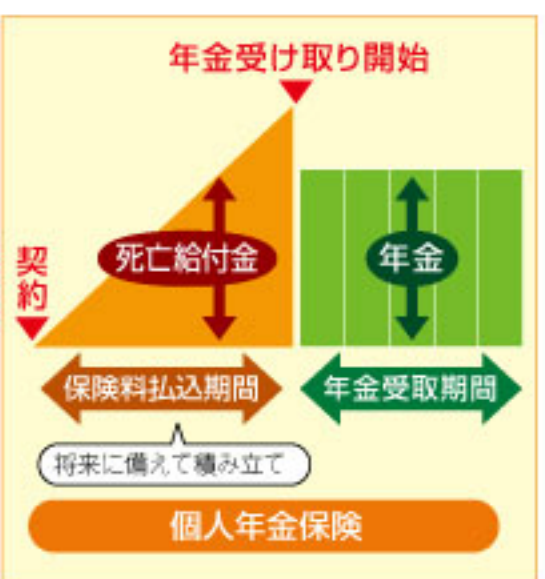 年金受け取り開始
契約
死亡給付金
年金
保険料払込期間
年金受取期間
将来に備えて積み立て
個人年金保険